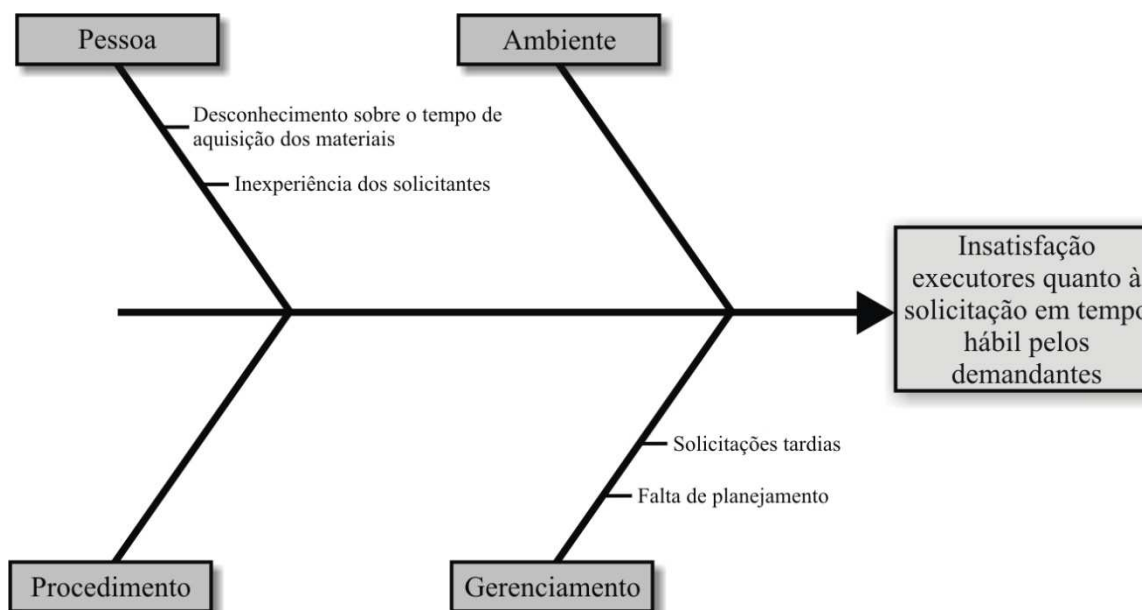 Pessoa
Ambiente
Desconhecimento sobre o tempo de
aquisição dos materiais
Inexperiência dos solicitantes
Insatisfação
executores quanto à
solicitação em tempo
hábil pelos
demandantes
Solicitações tardias
Falta de planejamento
Procedimento
Gerenciamento